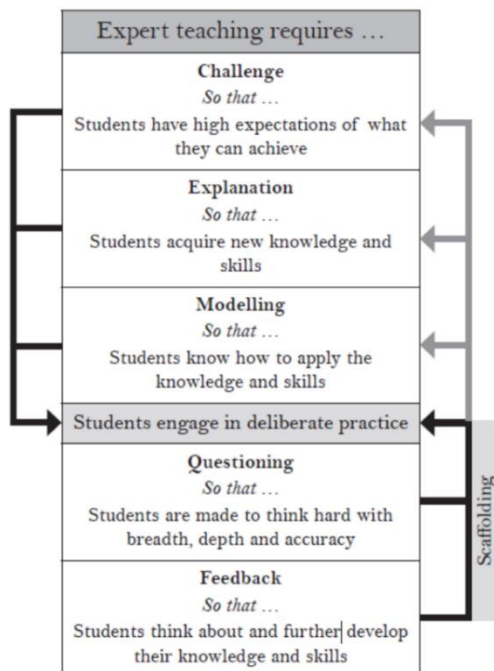 Expert teaching requires ...
Challenge
So that ...
Students have high expectations of what
they can achieve
Explanation
So that ...
Students acquire new knowledge and
skills
Modelling
So that ...
Students know how to apply the
knowledge and skills
Students engage in deliberate practice
Questioning
So that ...
Students are made to think hard with
breadth, depth and accuracy
Feedback
So that ...
Students think about and further develop
their knowledge and skills
Scaffolding